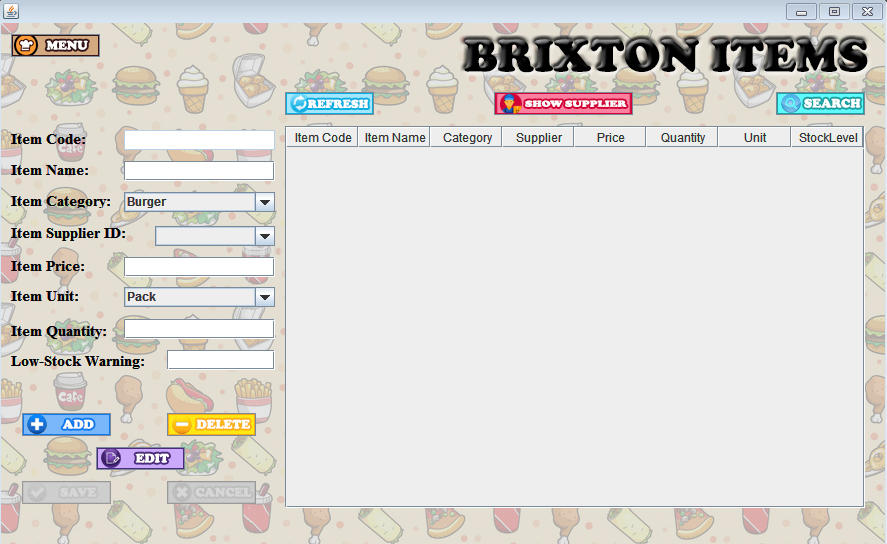 MENU
BRIXTON ITEMS
REFRESH
SHOW SUPPLIER
SEARCH
Item Code Item Name Category Supplier Price Quantity Unit StockLevel
Item Code:
Item Name:
Item Category: Burger
Item Supplier ID:
Item Price:
Item Unit: Pack
Item Quantity:
Low-Stock Warning:
Cafe
ADD
DELETE
EDIT
SAVE
CANCEL